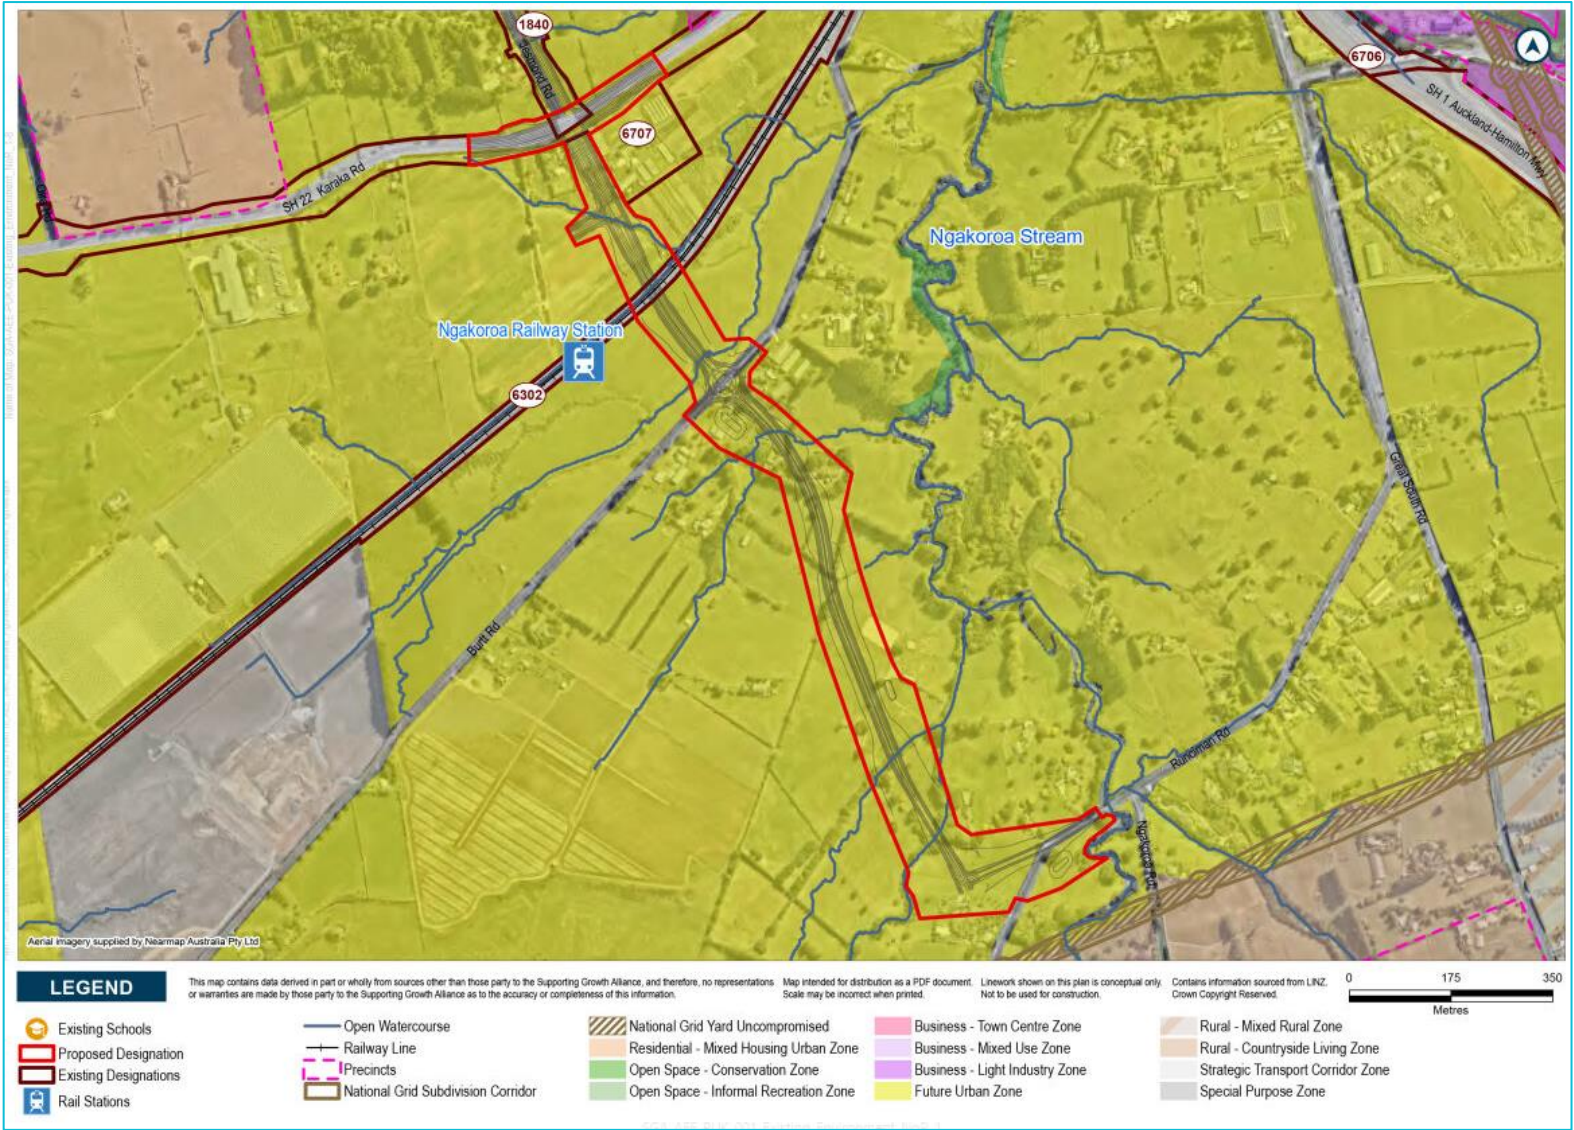 1840
Jesmond Rd
6706
SH 1 Auckland-Hamilton Mwy
6707
SH 22 Karaka Rd
Ngakoroa Stream
Ngakoroa Railway Station
6302
Great South Rd
Burtt Rd
Runciman Rd
Ngakoroa Rd
Aerial imagery supplied by Nearmap Australia Pty Ltd
LEGEND
This map contains data derived in part or wholly from sources other than those party to the Supporting Growth Alliance, and therefore, no representations
or warranties are made by those party to the Supporting Growth Alliance as to the accuracy or completeness of this information.
Map intended for distribution as a PDF document.
Scale may be incorrect when printed.
Linework shown on this plan is conceptual only.
Not to be used for construction.
Contains information sourced from LINZ.
Crown Copyright Reserved.
0 175 350
Metres
Existing Schools
Proposed Designation
Existing Designations
Rail Stations
Open Watercourse
Railway Line
Precincts
National Grid Subdivision Corridor
National Grid Yard Uncompromised
Residential - Mixed Housing Urban Zone
Open Space - Conservation Zone
Open Space - Informal Recreation Zone
Business - Town Centre Zone
Business - Mixed Use Zone
Business - Light Industry Zone
Future Urban Zone
Rural - Mixed Rural Zone
Rural - Countryside Living Zone
Strategic Transport Corridor Zone
Special Purpose Zone